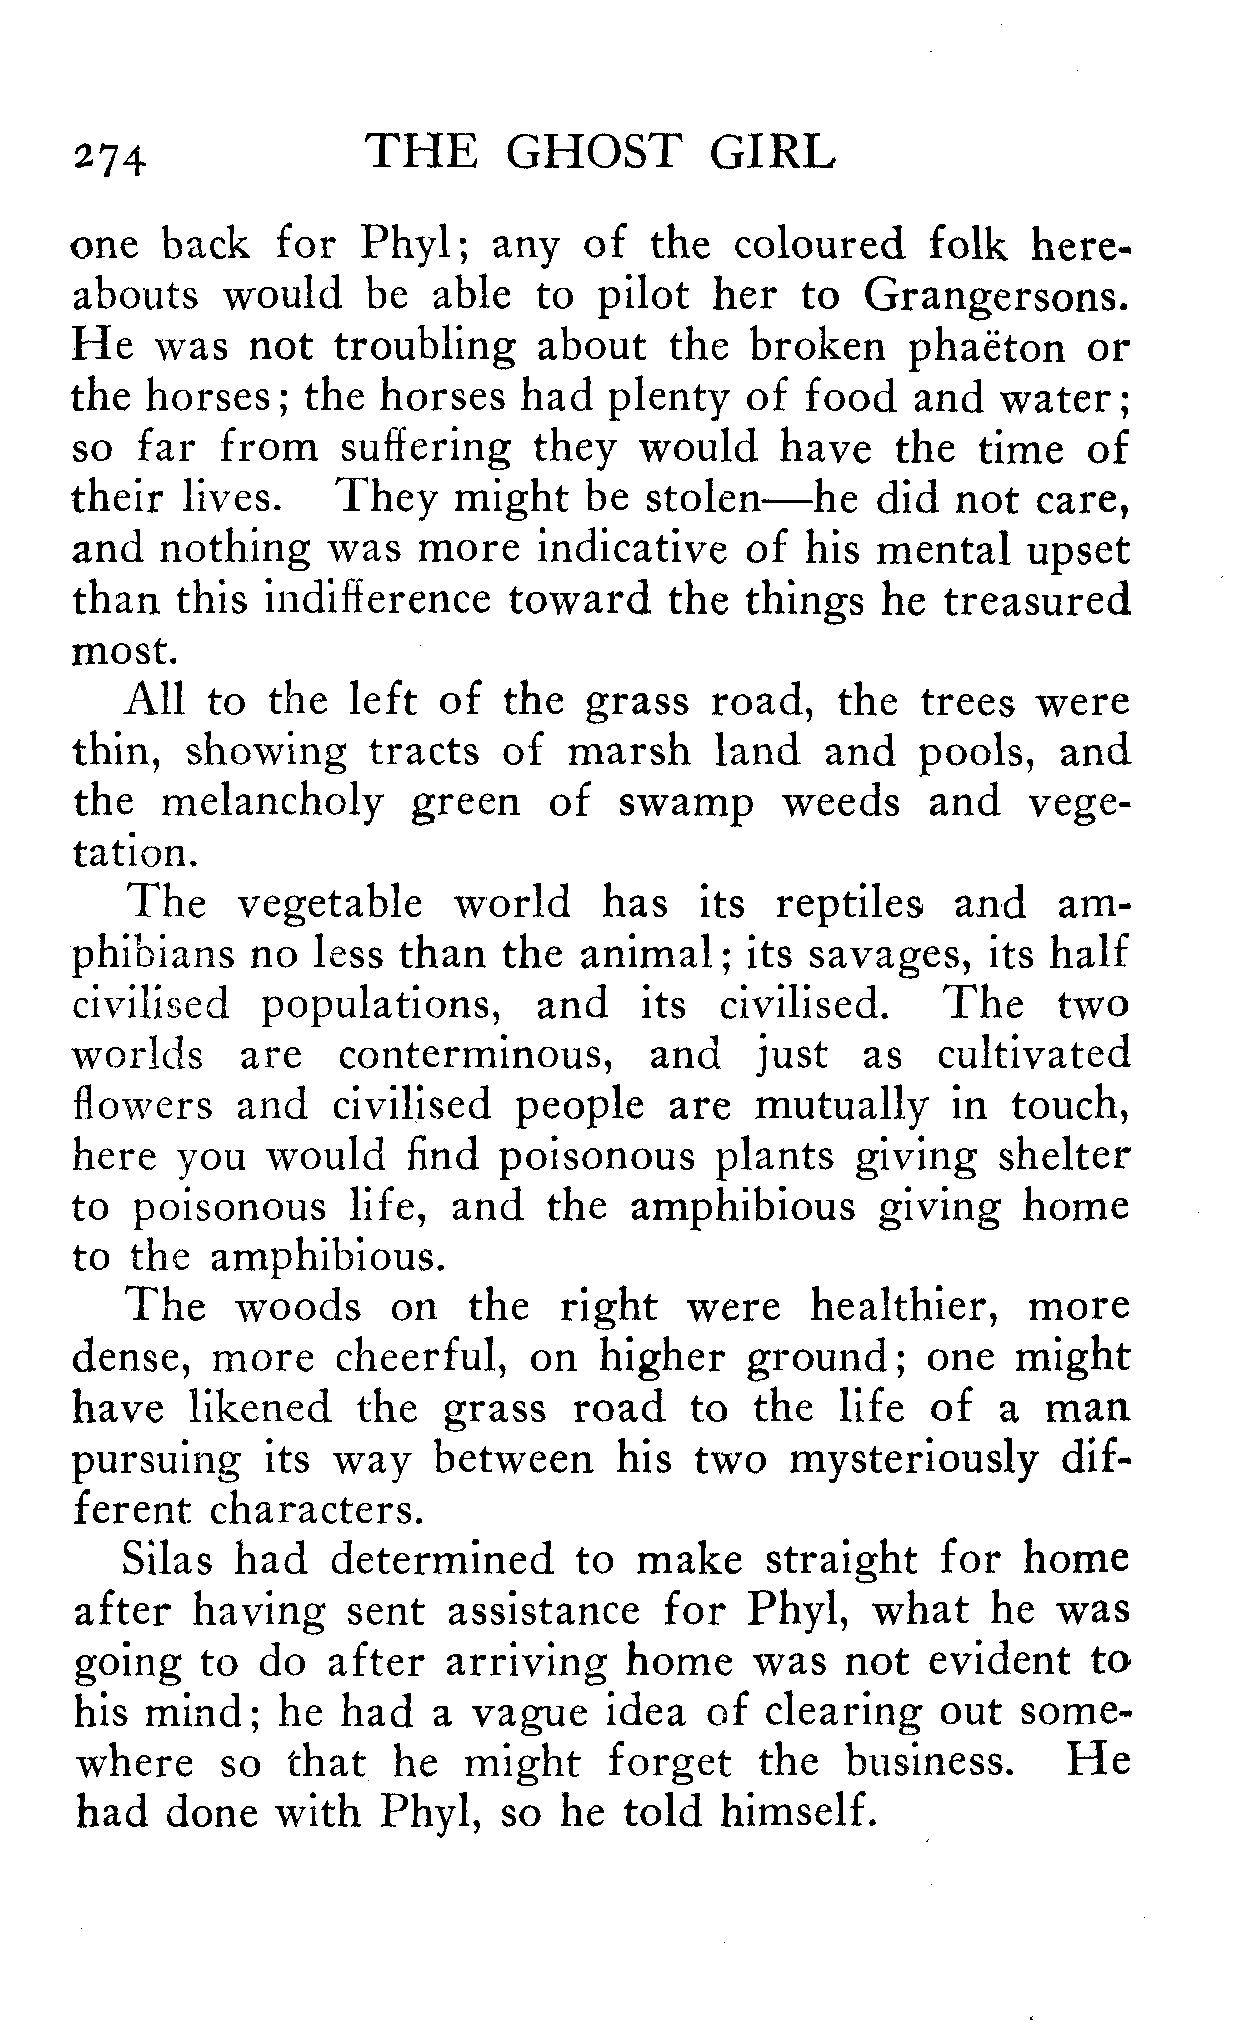 274 THE GHOST GIRL
one back for Phyl; any of the coloured folk here-
abouts would be able to pilot her to Grangersons.
He was not troubling about the broken phaëton or
the horses; the horses had plenty of food and water;
so far from suffering they would have the time of
their lives. They might be stolen—he did not care,
and nothing was more indicative of his mental upset
than this indifference toward the things he treasured
most.
All to the left of the grass road, the trees were
thin, showing tracts of marsh land and pools, and
the melancholy green of swamp weeds and vege-
tation.
The vegetable world has its reptiles and am-
phibians no less than the animal; its savages, its half
civilised populations, and its civilised. The two
worlds are conterminous, and just as cultivated
flowers and civilised people are mutually in touch,
here you would find poisonous plants giving shelter
to poisonous life, and the amphibious giving home
to the amphibious.
The woods on the right were healthier, more
dense, more cheerful, on higher ground; one might
have likened the grass road to the life of a man
pursuing its way between his two mysteriously dif-
ferent characters.
Silas had determined to make straight for home
after having sent assistance for Phyl, what he was
going to do after arriving home was not evident to
his mind; he had a vague idea of clearing out some-
where so that he might forget the business. He
had done with Phyl, so he told himself.